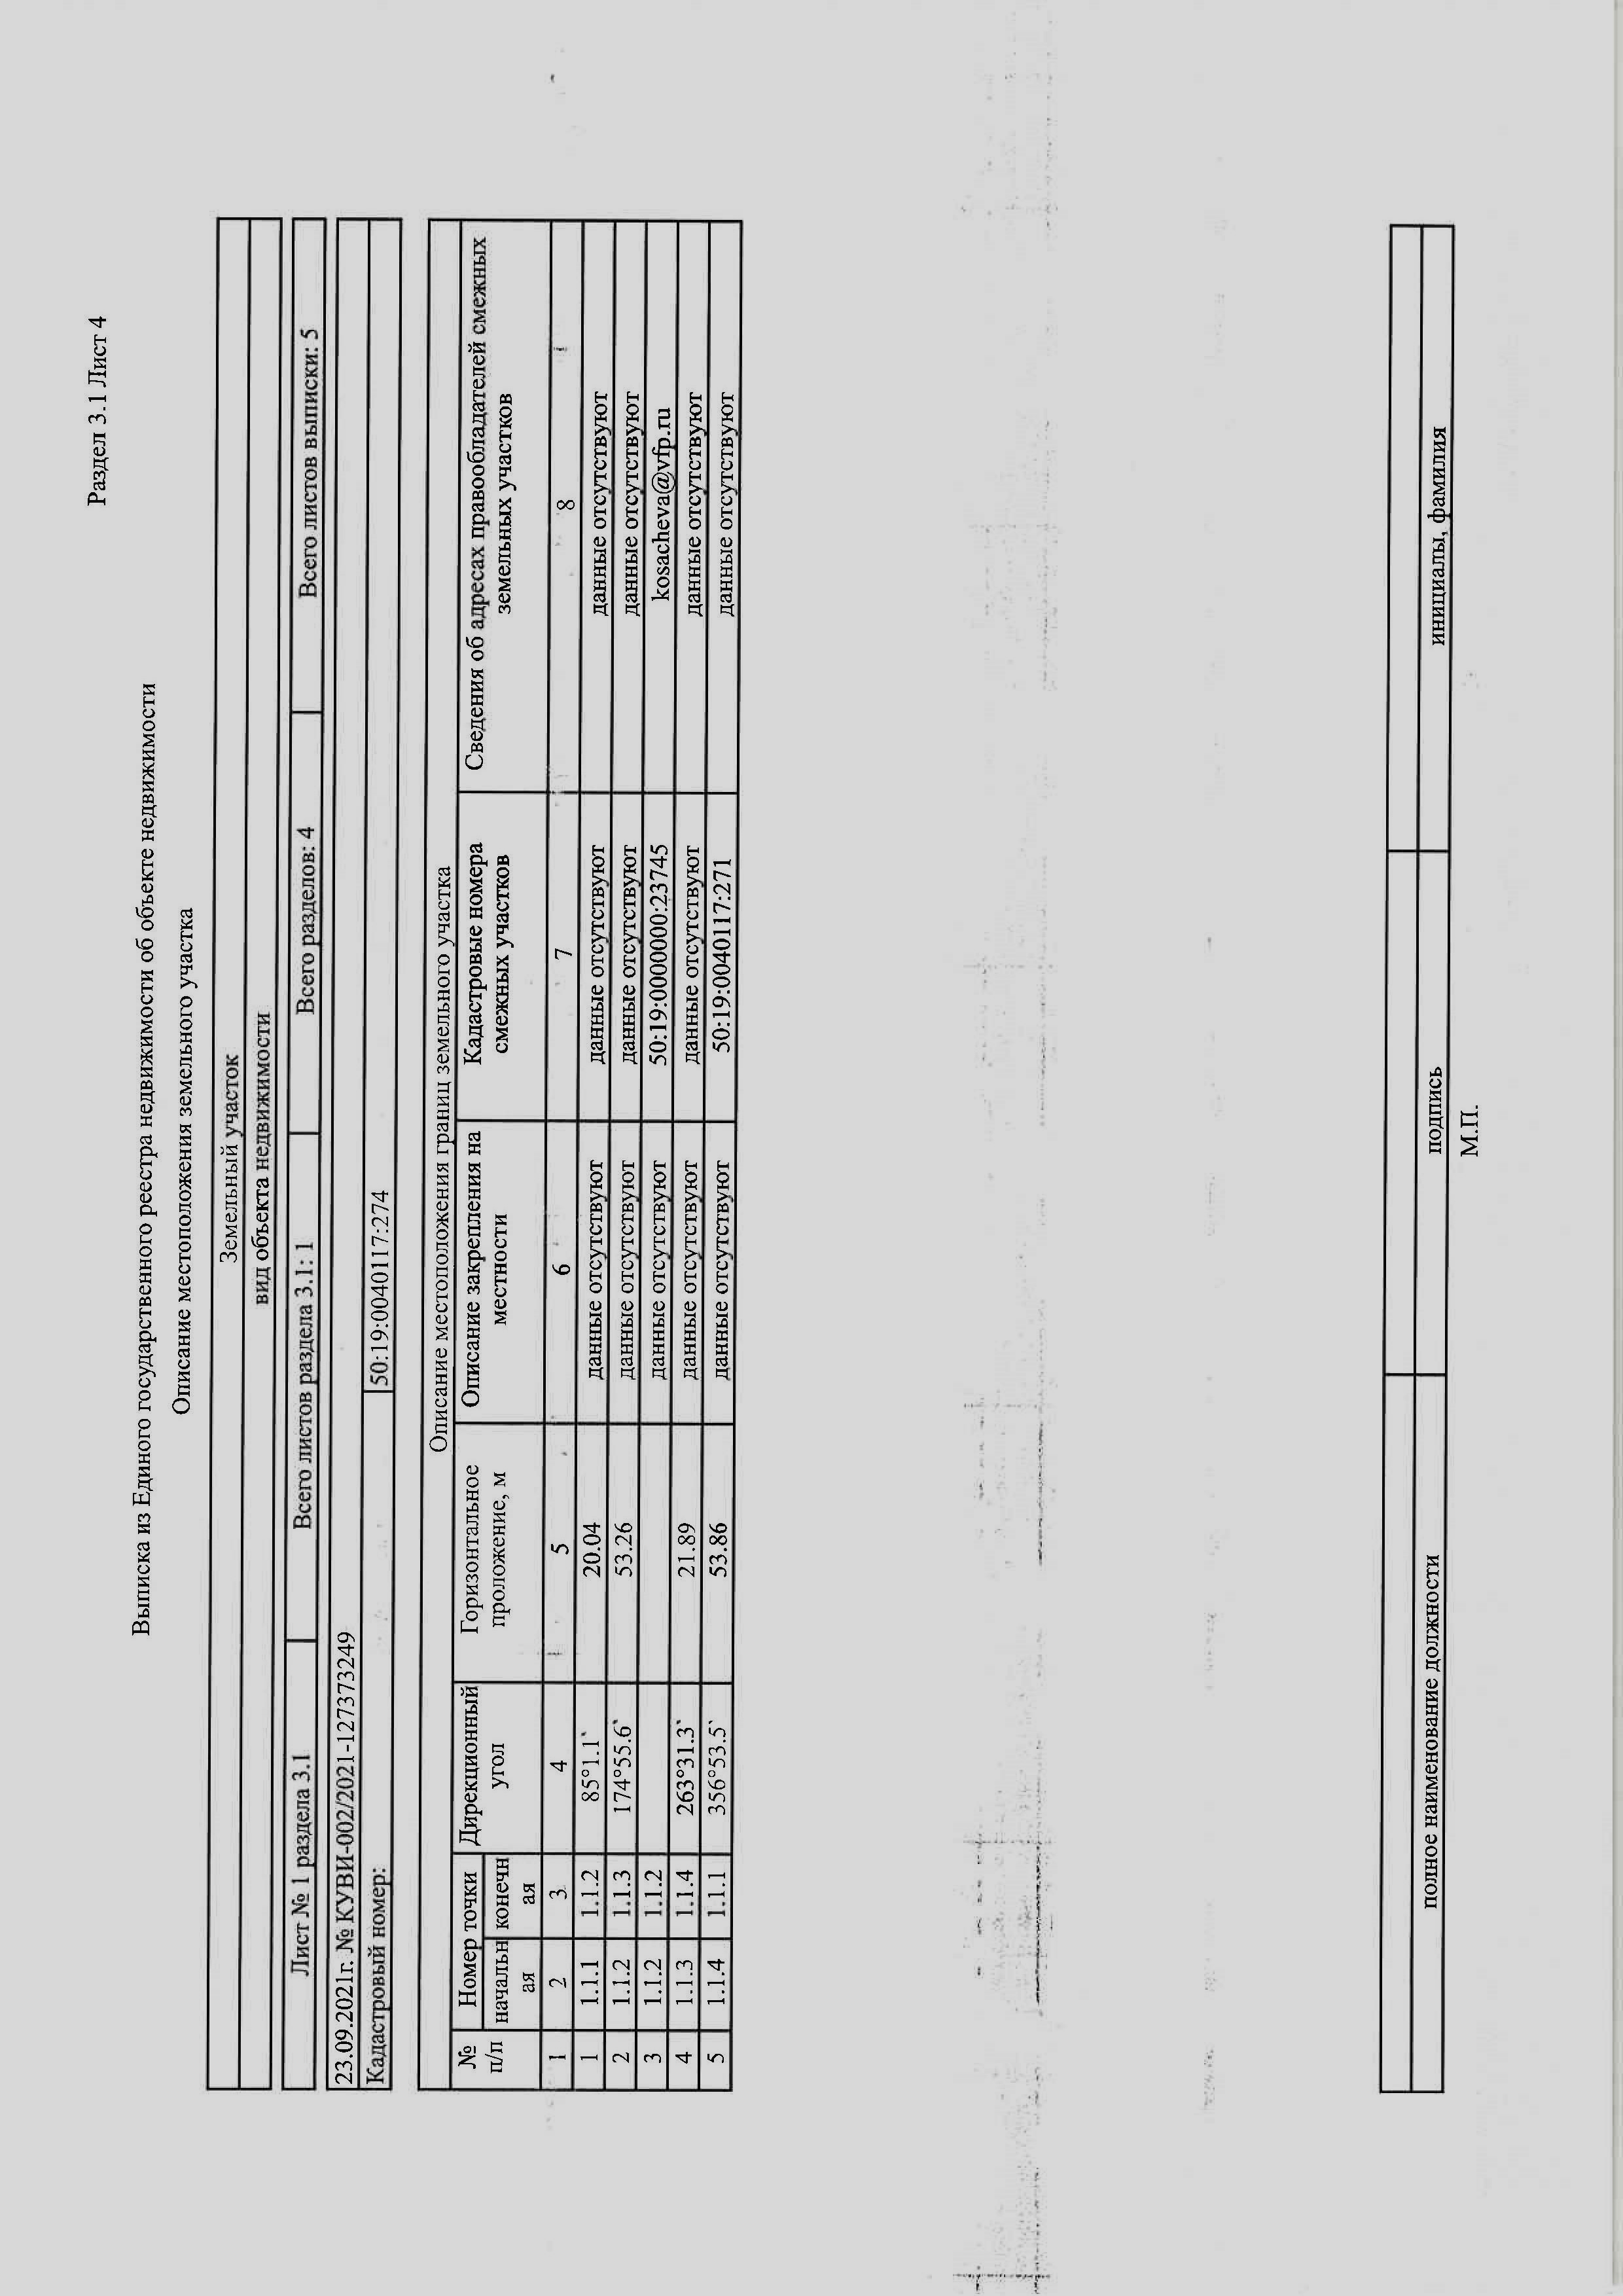 Раздел 3.1 Лист 4
Выписка из Единого государственного реестра недвижимости об объекте недвижимости
Описание местоположения земельного участка
Земельный участок
вид объекта недвижимости
Лист № 1 раздела 3.1 Всего листов раздела 3.1: 1 Всего разделов: 4 Всего листов выписки: 5
23.09.2021г. № КУВИ-002/2021-127373249
Кадастровый номер: 50:19:0040117:274
Описание местоположения границ земельного участка
№ п/п Номер точки Дирекционный угол Горизонтальное проложение, м Описание закрепления на местности Кадастровые номера смежных участков Сведения об адресах правообладателей смежных земельных участков
начальн ая конечн ая
1 2 3 4 5 6 7 8
1 1.1.1 1.1.2 85°1.1` 20.04 данные отсутствуют данные отсутствуют данные отсутствуют
2 1.1.2 1.1.3 174°55.6` 53.26 данные отсутствуют данные отсутствуют данные отсутствуют
3 1.1.2 1.1.2 данные отсутствуют 50:19:0000000:23745 kosacheva@vfp.ru
4 1.1.3 1.1.4 263°31.3` 21.89 данные отсутствуют данные отсутствуют данные отсутствуют
5 1.1.4 1.1.1 356°53.5` 53.86 данные отсутствуют 50:19:0040117:271 данные отсутствуют
полное наименование должности подпись инициалы, фамилия
М.П.